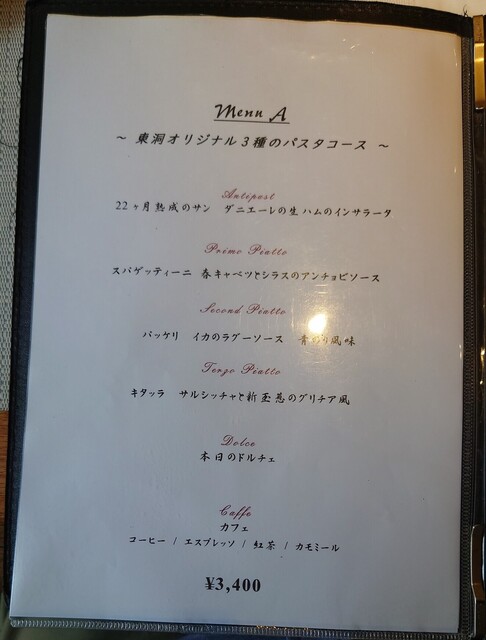 Menu A
～ 東洞オリジナル3種のパスタコース ～
Antipast
22ヶ月熟成のサン ダニエーレの生ハムのインサラータ
Primo Piatto
スパゲッティーニ 春キャベツとシラスのアンチョビソース
Second Piatto
パッケリ イカのラグーソース 青のり風味
Terzo Piatto
キタッラ サルシッチャと新玉葱のグリチア風
Dolce
本日のドルチェ
Caffe
カフェ
コーヒー / エスプレッソ / 紅茶 / カモミール
¥3,400